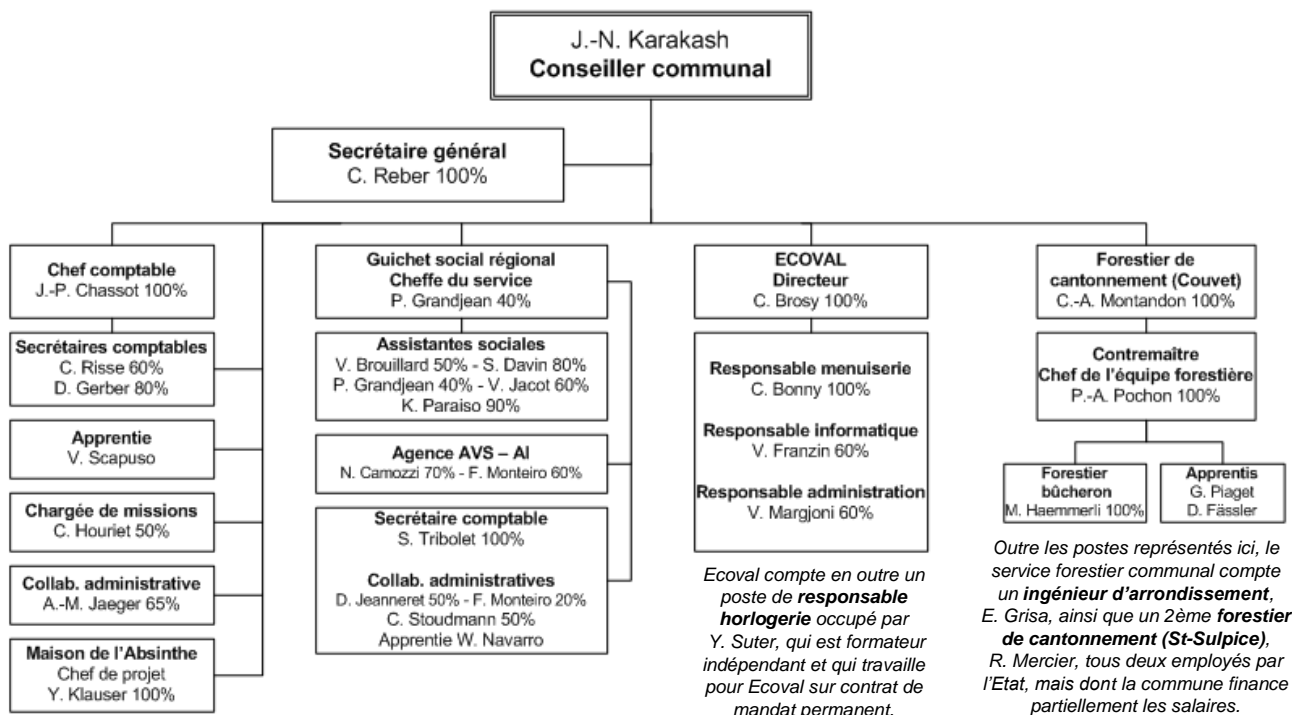 J.-N. Karakash
Conseiller communal
Secrétaire général
C. Reber 100%
Chef comptable
J.-P. Chassot 100%
Secrétaires comptables
C. Risse 60%
D. Gerber 80%
Apprentie
V. Scapuso
Chargée de missions
C. Houriet 50%
Collab. administrative
A.-M. Jaeger 65%
Maison de l'Absinthe
Chef de projet
Y. Klauser 100%
Guichet social régional
Cheffe du service
P. Grandjean 40%
Assistantes sociales
V. Brouillard 50% - S. Davin 80%
P. Grandjean 40% - V. Jacot 60%
K. Paraiso 90%
Agence AVS – AI
N. Camozzi 70% - F. Monteiro 60%
Secrétaire comptable
S. Tribolet 100%
Collab. administratives
D. Jeanneret 50% - F. Monteiro 20%
C. Stoudmann 50%
Apprentie W. Navarro
ECOVAL
Directeur
C. Brosy 100%
Responsable menuiserie
C. Bonny 100%
Responsable informatique
V. Franzin 60%
Responsable administration
V. Margjoni 60%
Ecoval compte en outre un
poste de responsable
horlogerie occupé par
Y. Suter, qui est formateur
indépendant et qui travaille
pour Ecoval sur contrat de
mandat permanent.
Forestier de
cantonnement (Couvet)
C.-A. Montandon 100%
Contremaître
Chef de l'équipe forestière
P.-A. Pochon 100%
Forestier
bûcheron
M. Haemmerli 100%
Apprentis
G. Piaget
D. Fässler
Outre les postes représentés ici, le
service forestier communal compte
un ingénieur d'arrondissement,
E. Grisa, ainsi que un 2ème forestier
de cantonnement (St-Sulpice),
R. Mercier, tous deux employés par
l'Etat, mais dont la commune finance
partiellement les salaires.